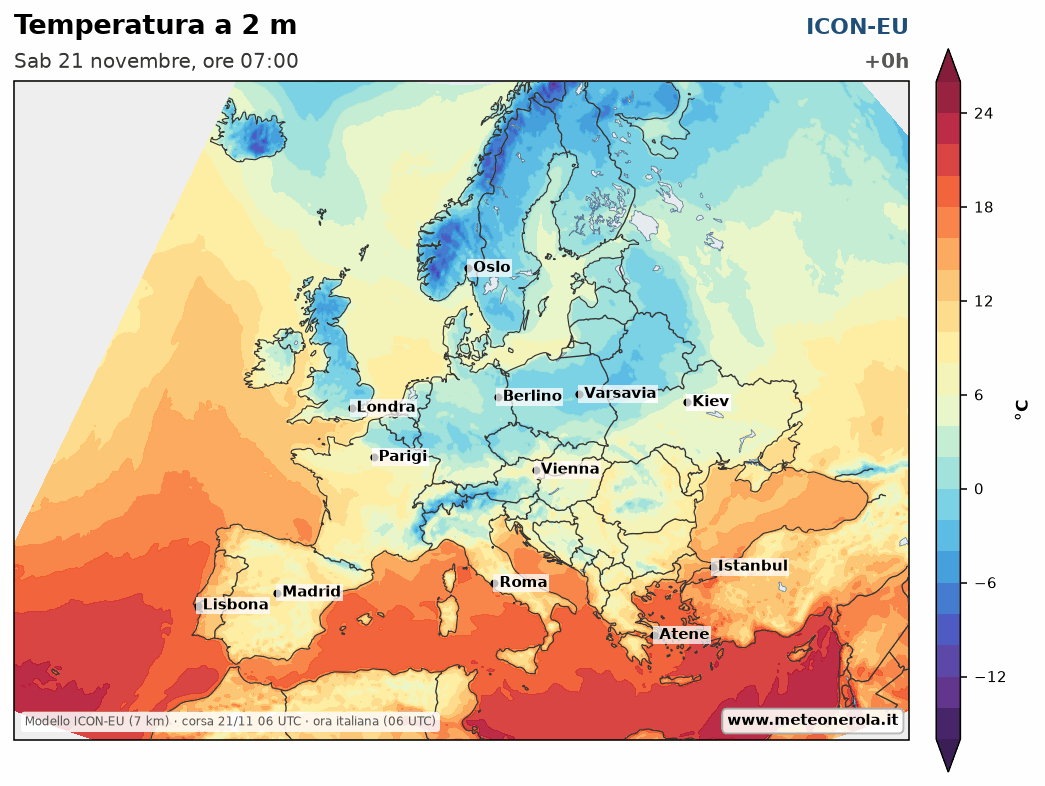 Temperatura a 2 m
ICON-EU
Sab 21 novembre, ore 07:00
+0h
24
18
12
6
0
−6
−12
°C
Oslo
Londra
Berlino
Varsavia
Kiev
Parigi
Vienna
Istanbul
Roma
Madrid
Lisbona
Atene
Modello ICON-EU (7 km) · corsa 21/11 06 UTC · ora italiana (06 UTC)
www.meteonerola.it